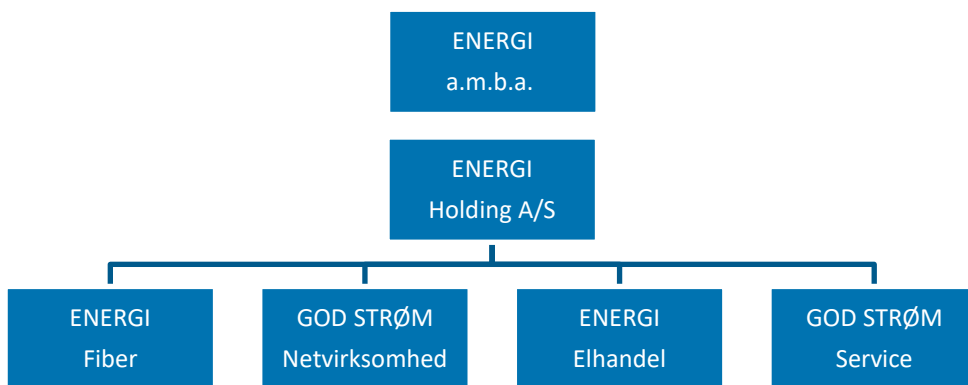 ENERGI
a.m.b.a.
ENERGI
Holding A/S
ENERGI
Fiber
GOD STRØM
Netvirksomhed
ENERGI
Elhandel
GOD STRØM
Service